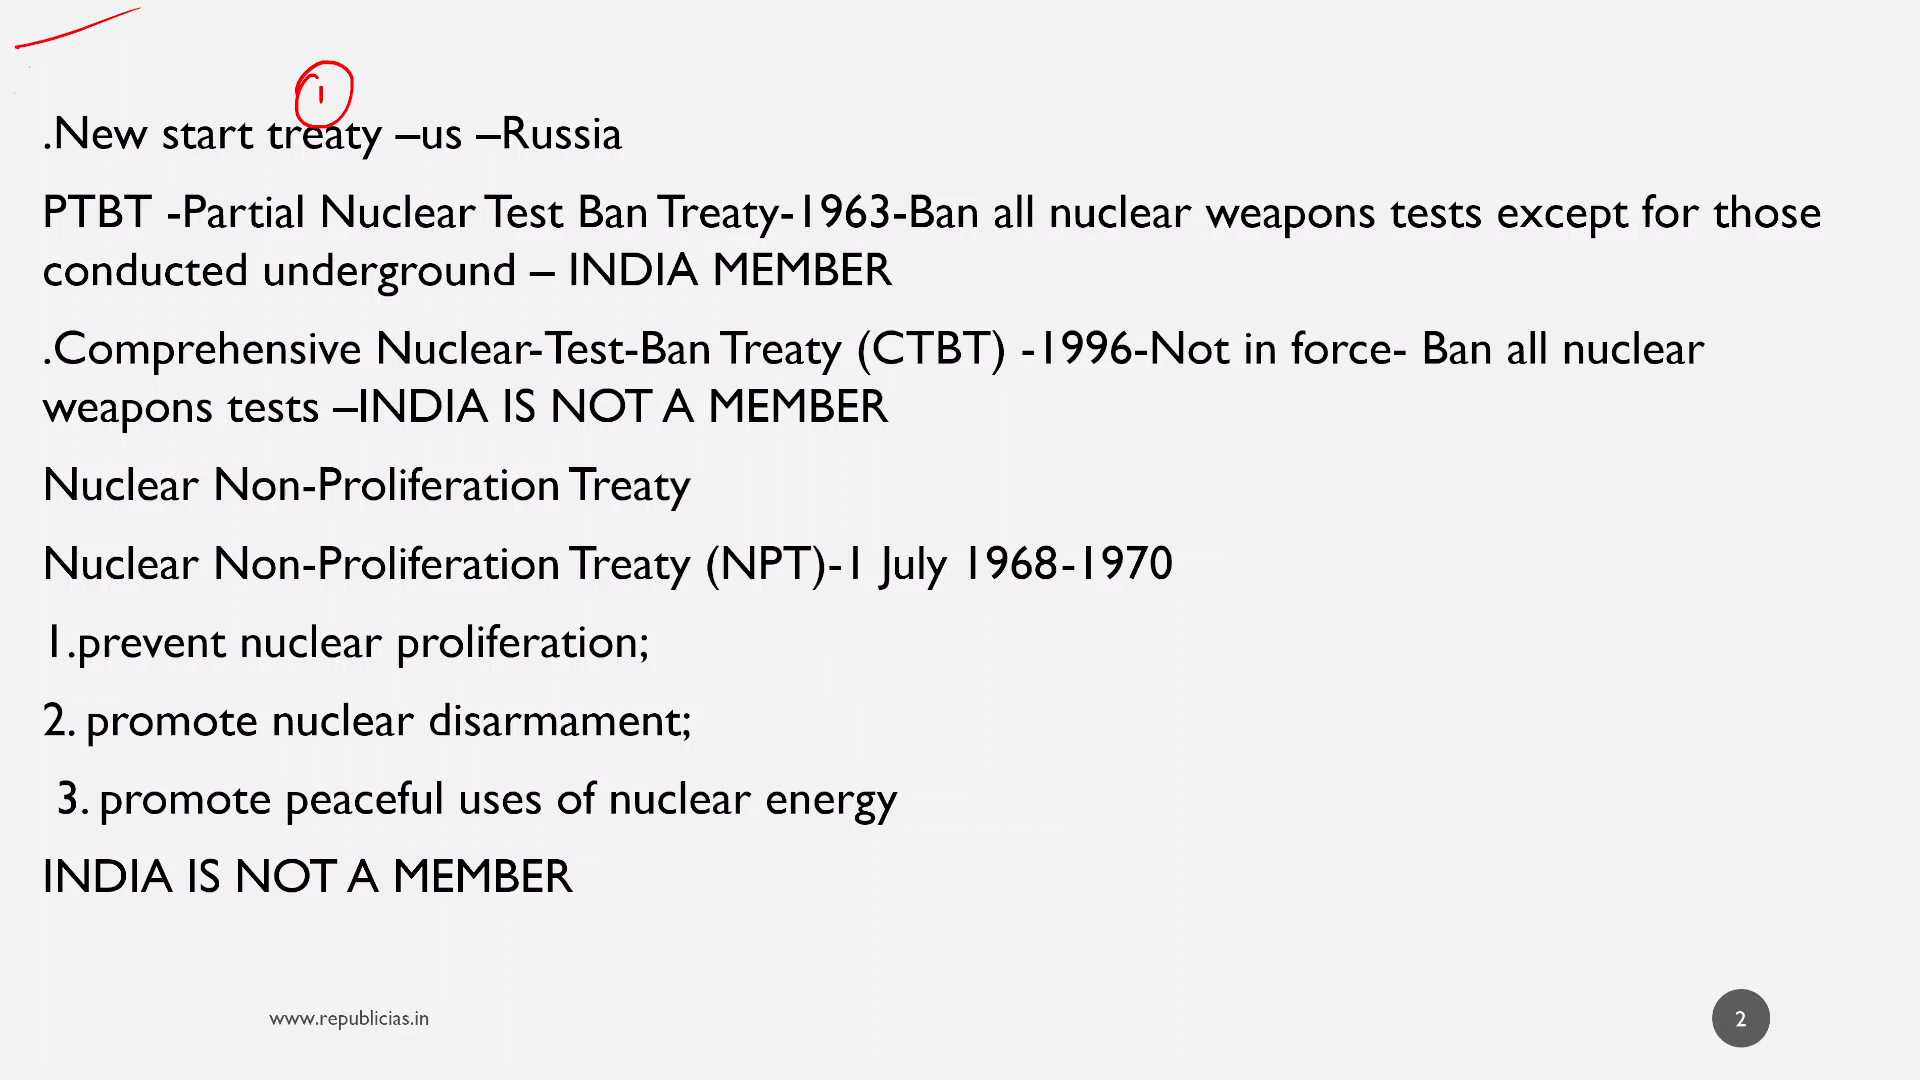 1
.New start treaty –us –Russia
PTBT -Partial Nuclear Test Ban Treaty-1963-Ban all nuclear weapons tests except for those
conducted underground – INDIA MEMBER
.Comprehensive Nuclear-Test-Ban Treaty (CTBT) -1996-Not in force- Ban all nuclear
weapons tests –INDIA IS NOT A MEMBER
Nuclear Non-Proliferation Treaty
Nuclear Non-Proliferation Treaty (NPT)-1 July 1968-1970
1.prevent nuclear proliferation;
2. promote nuclear disarmament;
3. promote peaceful uses of nuclear energy
INDIA IS NOT A MEMBER
www.republicias.in
2